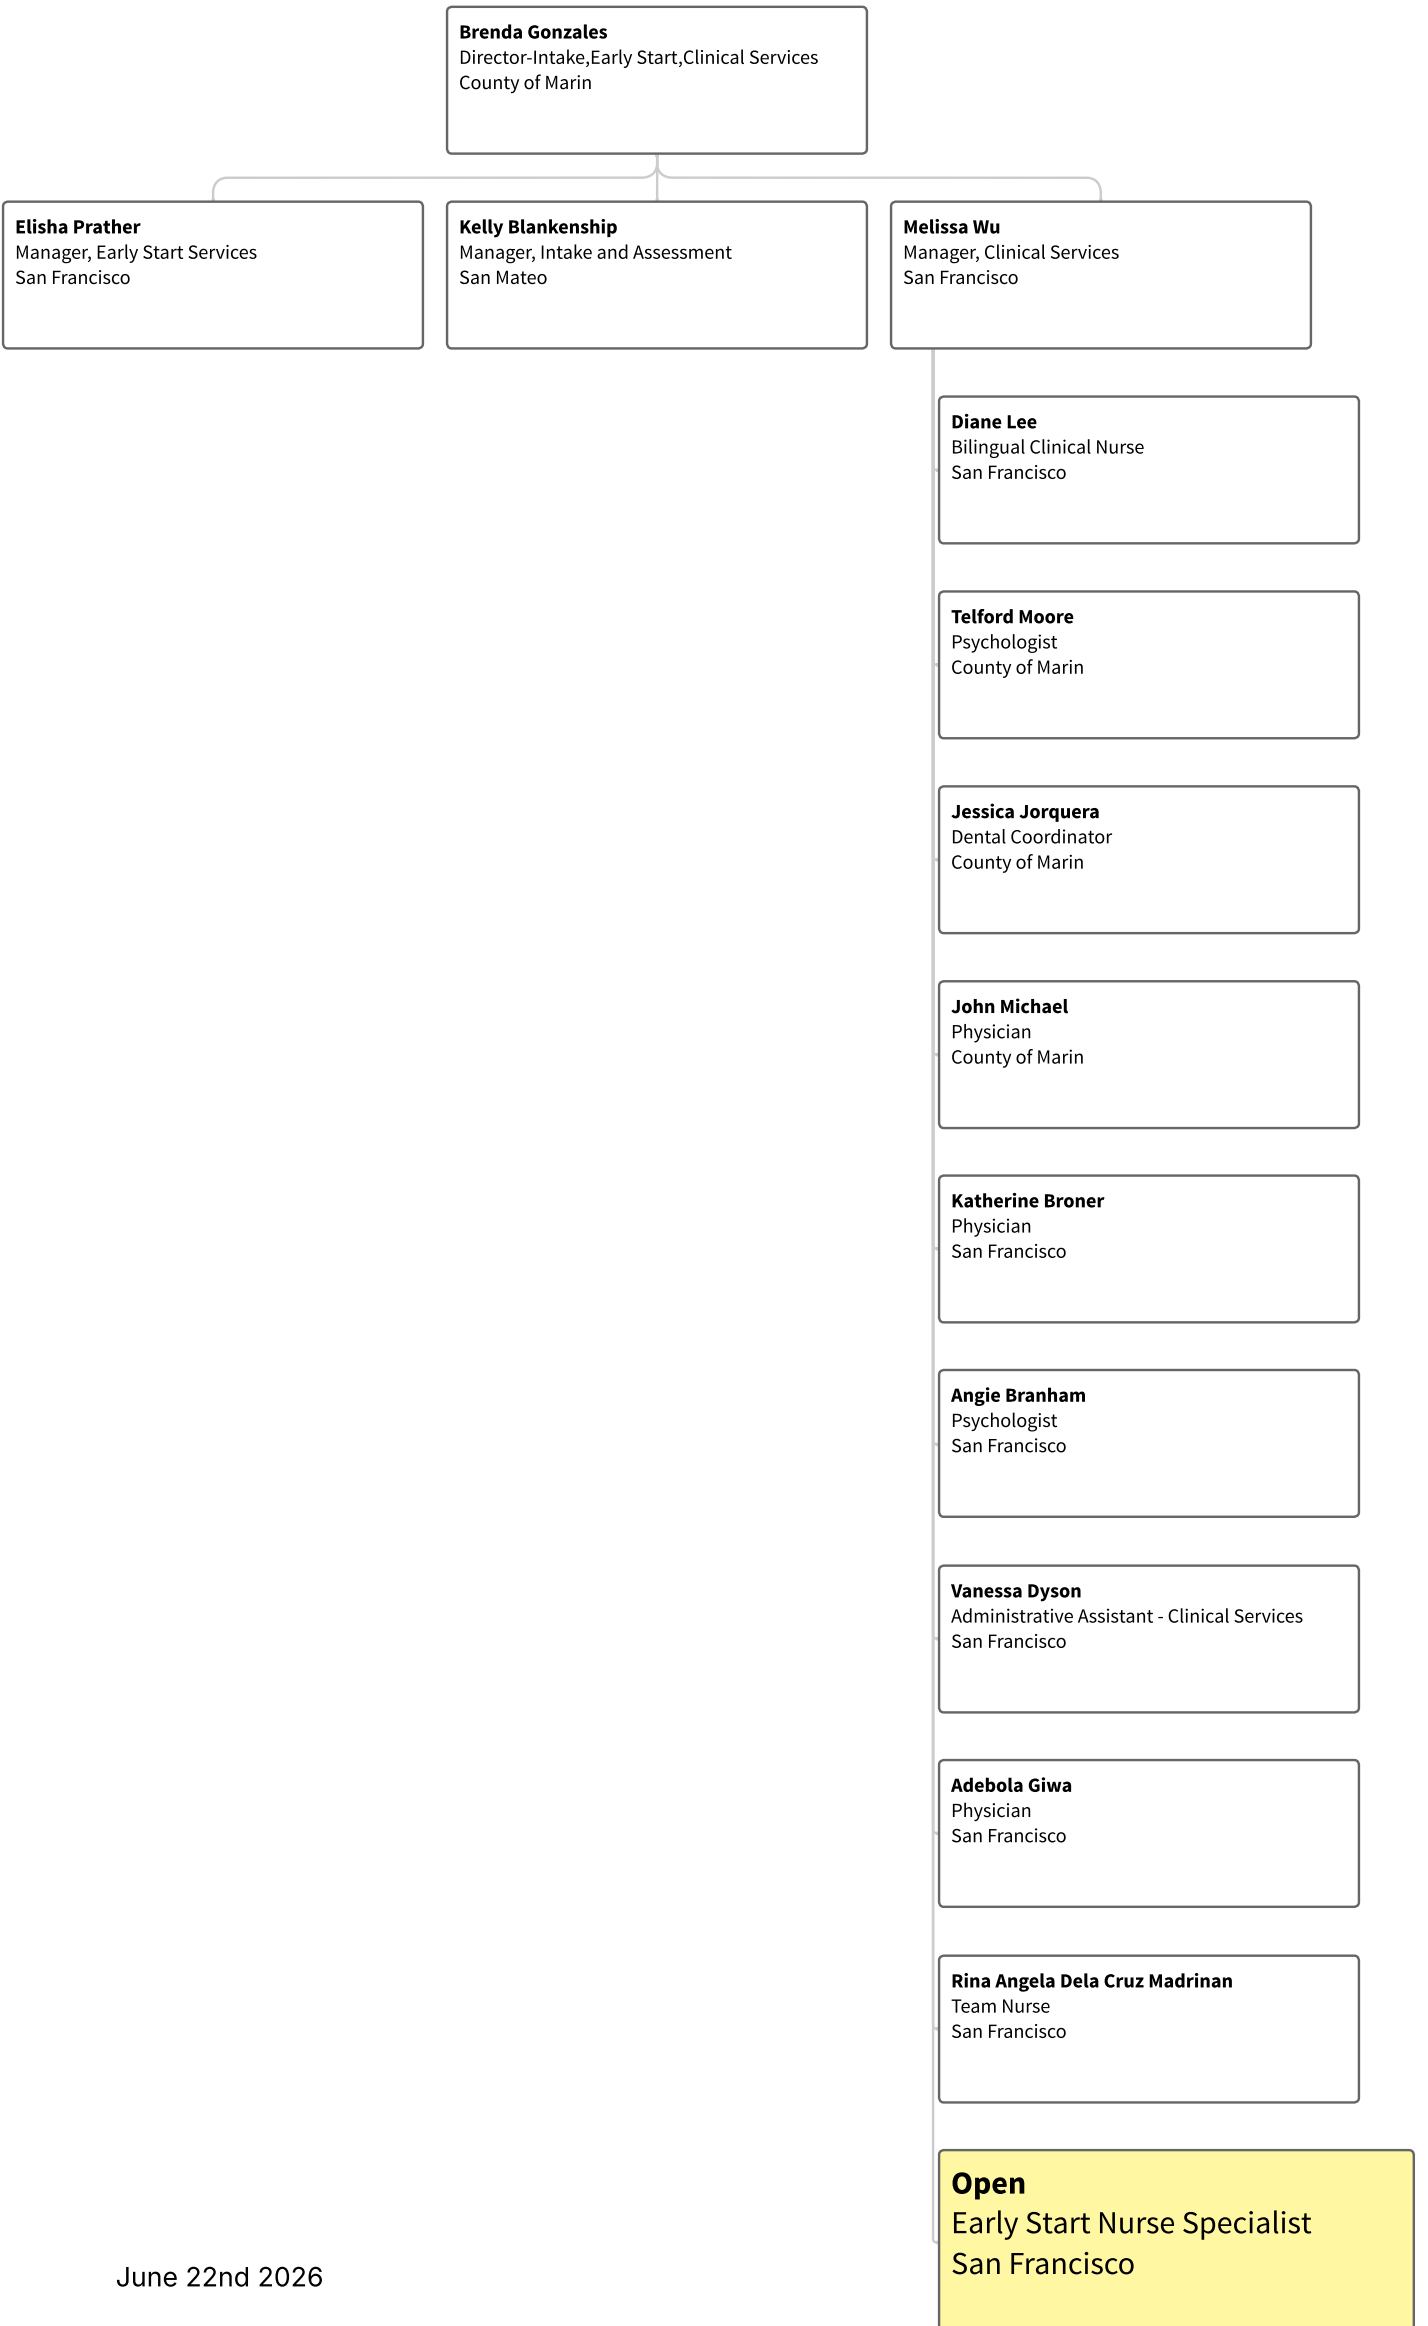 Brenda Gonzales
Director-Intake,Early Start,Clinical Services
County of Marin
Elisha Prather
Manager, Early Start Services
San Francisco
Kelly Blankenship
Manager, Intake and Assessment
San Mateo
Melissa Wu
Manager, Clinical Services
San Francisco
Diane Lee
Bilingual Clinical Nurse
San Francisco
Telford Moore
Psychologist
County of Marin
Jessica Jorquera
Dental Coordinator
County of Marin
John Michael
Physician
County of Marin
Katherine Broner
Physician
San Francisco
Angie Branham
Psychologist
San Francisco
Vanessa Dyson
Administrative Assistant - Clinical Services
San Francisco
Adebola Giwa
Physician
San Francisco
Rina Angela Dela Cruz Madrinan
Team Nurse
San Francisco
Open
Early Start Nurse Specialist
San Francisco
June 22nd 2026